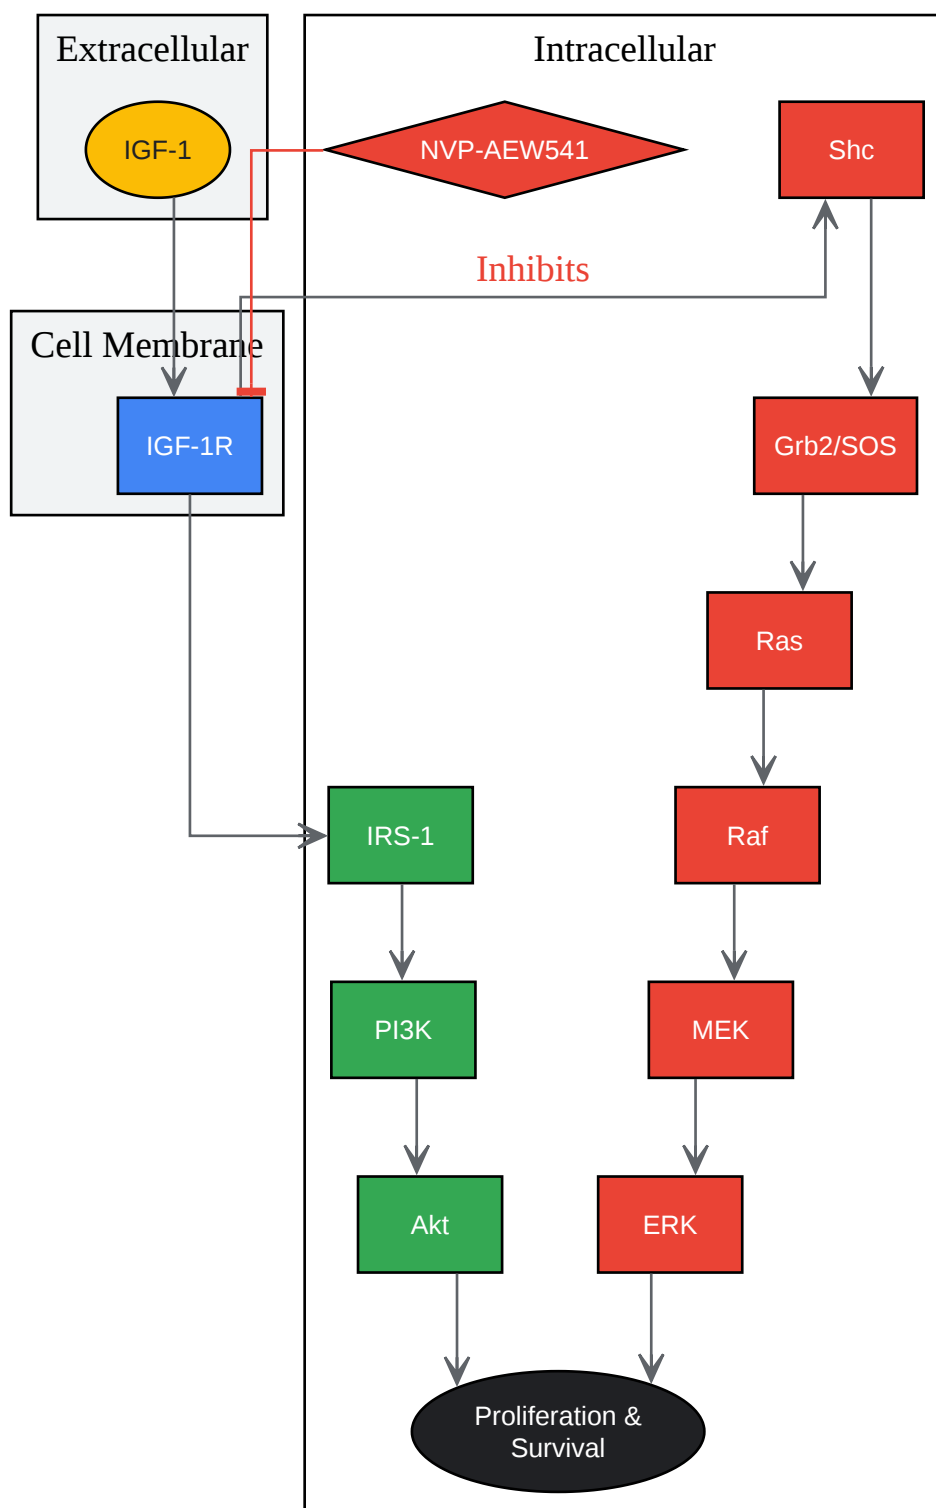 Extracellular
Intracellular
IGF-1
NVP-AEW541
Shc
Inhibits
Cell Membrane
IGF-1R
Grb2/SOS
Ras
IRS-1
Raf
PI3K
MEK
Akt
ERK
Proliferation &
Survival